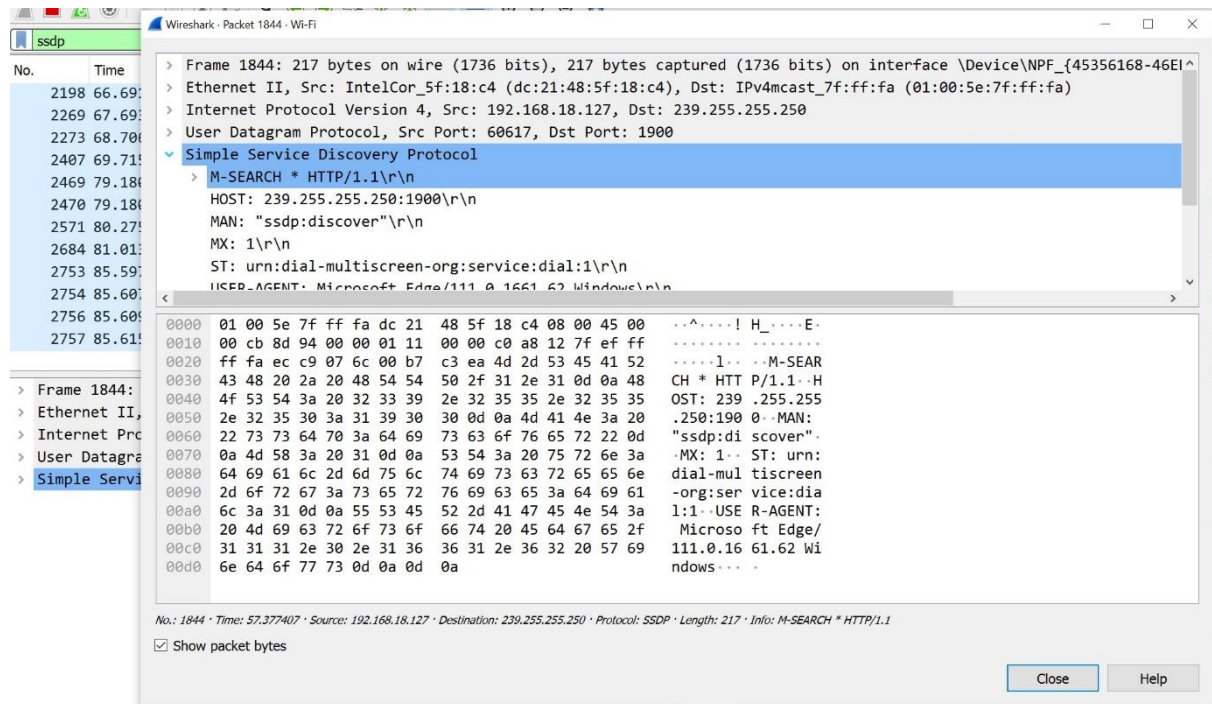 Wireshark · Packet 1844 · Wi-Fi
ssdp
No. Time
2198 66.691
2269 67.693
2273 68.700
2407 69.715
2469 79.180
2470 79.180
2571 80.275
2684 81.013
2753 85.597
2754 85.607
2756 85.609
2757 85.615
> Frame 1844:
> Ethernet II,
> Internet Pro
> User Datagra
> Simple Servi
> Frame 1844: 217 bytes on wire (1736 bits), 217 bytes captured (1736 bits) on interface \Device\NPF_{45356168-46E
> Ethernet II, Src: IntelCor_5f:18:c4 (dc:21:48:5f:18:c4), Dst: IPv4mcast_7f:ff:fa (01:00:5e:7f:ff:fa)
> Internet Protocol Version 4, Src: 192.168.18.127, Dst: 239.255.255.250
> User Datagram Protocol, Src Port: 60617, Dst Port: 1900
Simple Service Discovery Protocol
> M-SEARCH * HTTP/1.1\r\n
HOST: 239.255.255.250:1900\r\n
MAN: "ssdp:discover"\r\n
MX: 1\r\n
ST: urn:dial-multiscreen-org:service:dial:1\r\n
USER-AGENT: Microsoft Edge/111.0.1661.62 Windows\r\n
0000 01 00 5e 7f ff fa dc 21 48 5f 18 c4 08 00 45 00 ··^····! H_····E·
0010 00 cb 8d 94 00 00 01 11 00 00 c0 a8 12 7f ef ff ········ ········
0020 ff fa ec c9 07 6c 00 b7 c3 ea 4d 2d 53 45 41 52 ·····l·· ··M-SEAR
0030 43 48 20 2a 20 48 54 54 50 2f 31 2e 31 0d 0a 48 CH * HTT P/1.1··H
0040 4f 53 54 3a 20 32 33 39 2e 32 35 35 2e 32 35 35 OST: 239 .255.255
0050 2e 32 35 30 3a 31 39 30 30 0d 0a 4d 41 4e 3a 20 .250:190 0··MAN:
0060 22 73 73 64 70 3a 64 69 73 63 6f 76 65 72 22 0d "ssdp:di scover"·
0070 0a 4d 58 3a 20 31 0d 0a 53 54 3a 20 75 72 6e 3a ·MX: 1·· ST: urn:
0080 64 69 61 6c 2d 6d 75 6c 74 69 73 63 72 65 65 6e dial-mul tiscreen
0090 2d 6f 72 67 3a 73 65 72 76 69 63 65 3a 64 69 61 -org:ser vice:dia
00a0 6c 3a 31 0d 0a 55 53 45 52 2d 41 47 45 4e 54 3a l:1··USE R-AGENT:
00b0 20 4d 69 63 72 6f 73 6f 66 74 20 45 64 67 65 2f Microso ft Edge/
00c0 31 31 31 2e 30 2e 31 36 36 31 2e 36 32 20 57 69 111.0.16 61.62 Wi
00d0 6e 64 6f 77 73 0d 0a 0d 0a ndows··· ·
No.: 1844 · Time: 57.377407 · Source: 192.168.18.127 · Destination: 239.255.255.250 · Protocol: SSDP · Length: 217 · Info: M-SEARCH * HTTP/1.1
Show packet bytes
Close Help